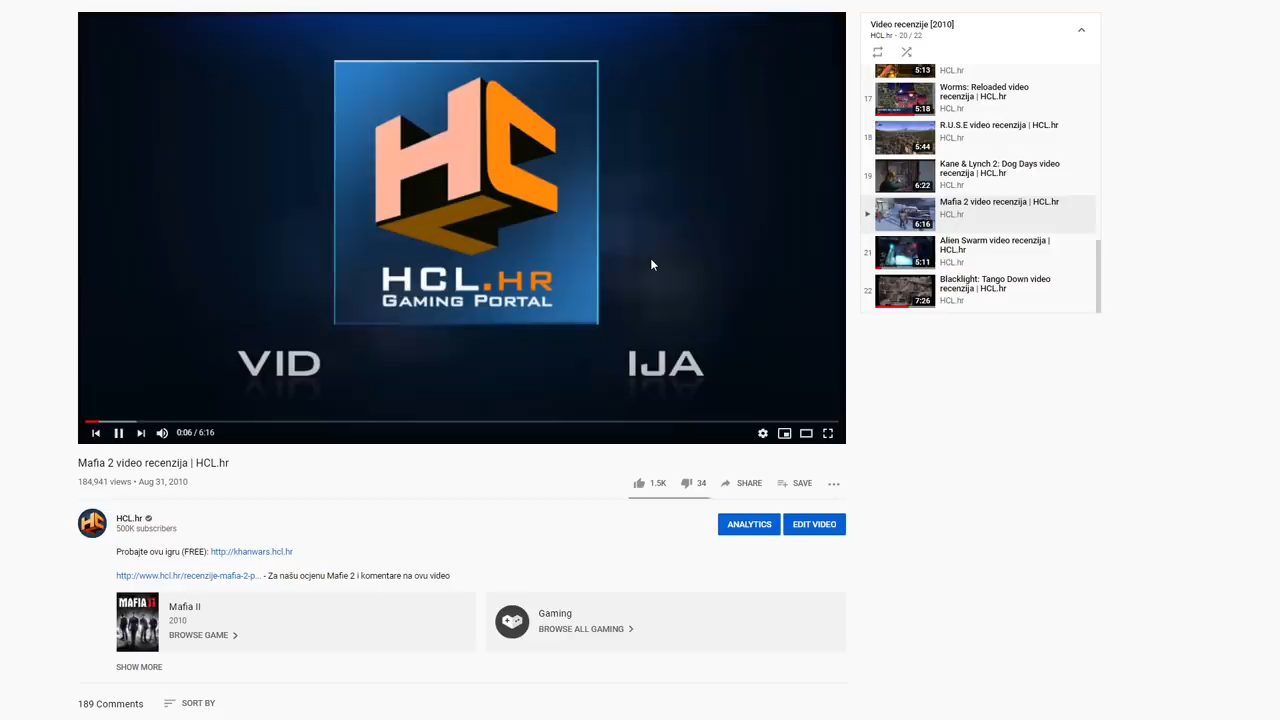 HCL.HR
GAMING PORTAL
VID
IJA
0:06 / 6:16
Mafia 2 video recenzija | HCL.hr
184,941 views • Aug 31, 2010
1.5K
34
SHARE
SAVE
HCL.hr
500K subscribers
ANALYTICS
EDIT VIDEO
Probajte ovu igru (FREE): http://khanwars.hcl.hr
http://www.hcl.hr/recenzije-mafia-2-p... - Za našu ocjenu Mafie 2 i komentare na ovu video
MAFIA II
Mafia II
2010
BROWSE GAME
Gaming
BROWSE ALL GAMING
SHOW MORE
189 Comments
SORT BY
Video recenzije [2010]
HCL.hr - 20 / 22
5:13
HCL.hr
17
5:18
Worms: Reloaded video
recenzija | HCL.hr
HCL.hr
18
5:44
R.U.S.E video recenzija | HCL.hr
HCL.hr
19
6:22
Kane & Lynch 2: Dog Days video
recenzija | HCL.hr
HCL.hr
6:16
Mafia 2 video recenzija | HCL.hr
HCL.hr
21
5:11
Alien Swarm video recenzija |
HCL.hr
HCL.hr
22
7:26
Blacklight: Tango Down video
recenzija | HCL.hr
HCL.hr